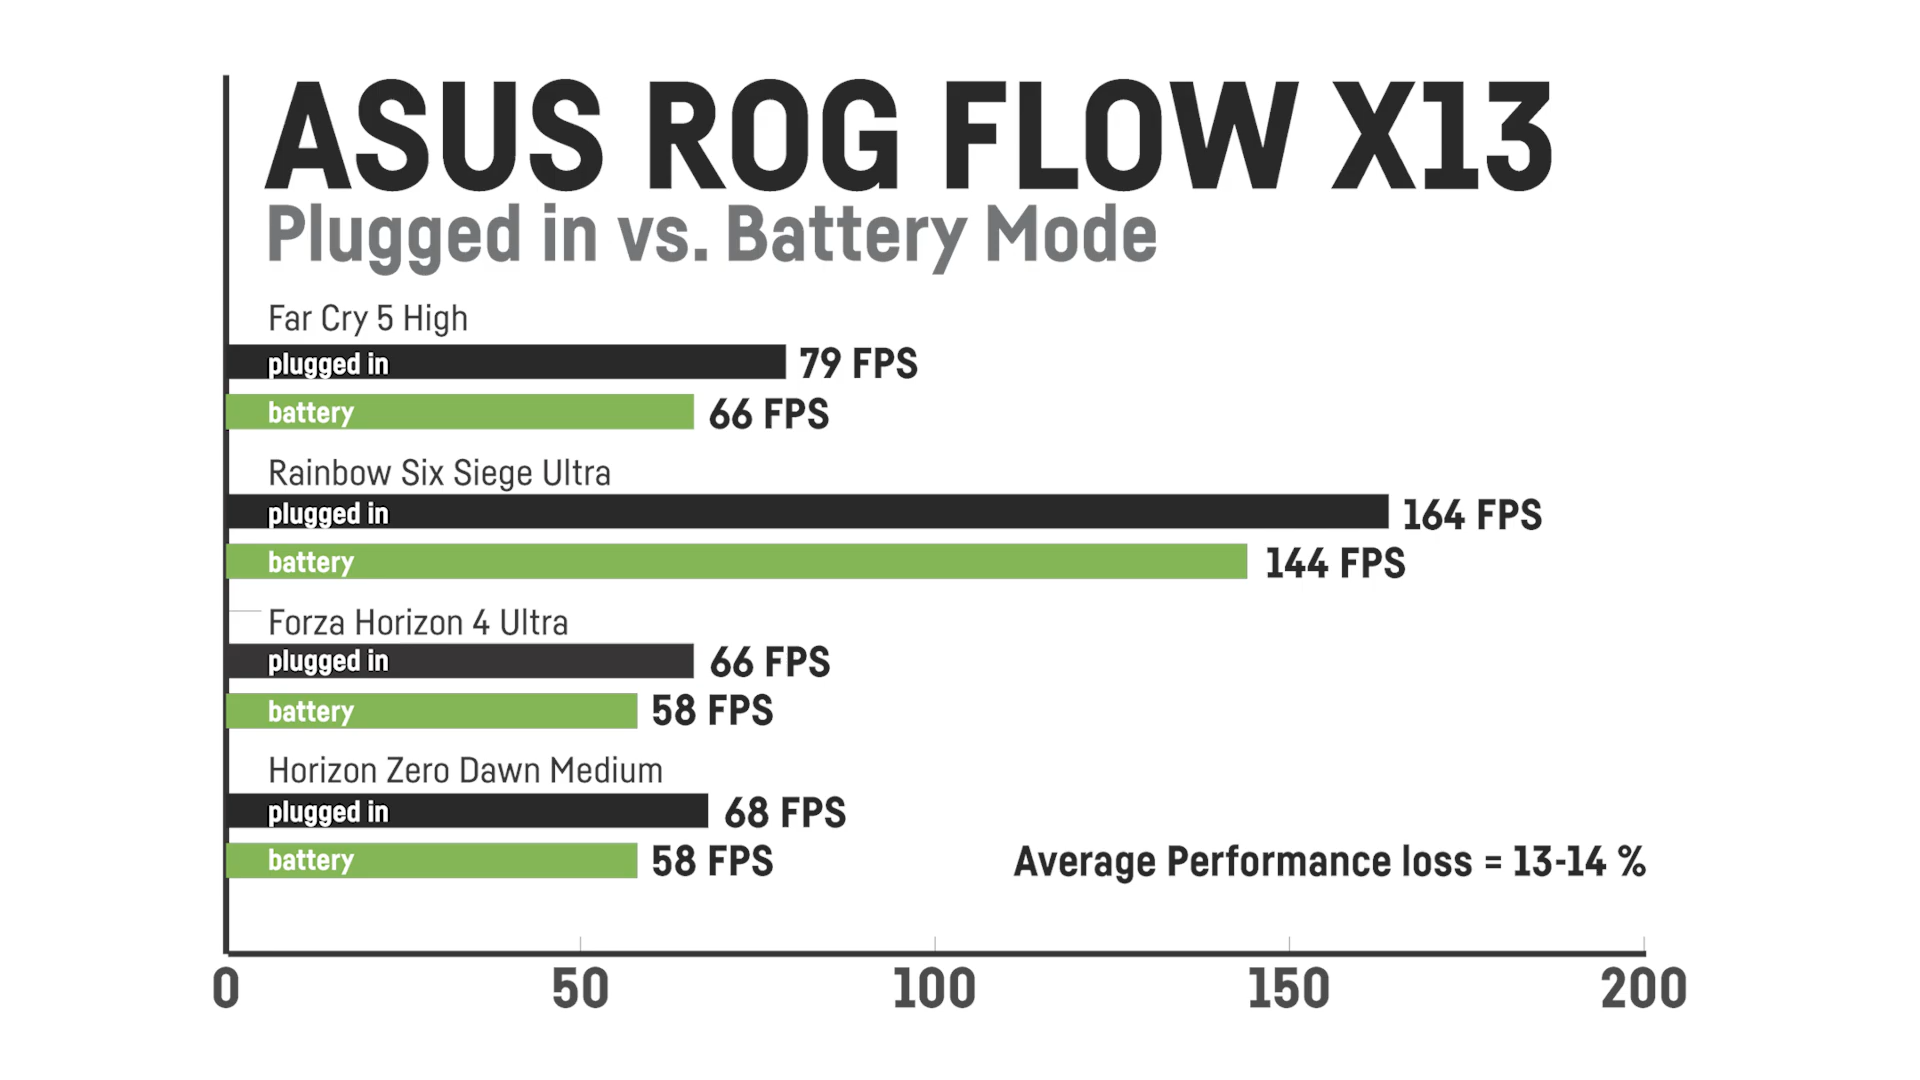 ASUS ROG FLOW X13
Plugged in vs. Battery Mode
Far Cry 5 High
plugged in 79 FPS
battery 66 FPS
Rainbow Six Siege Ultra
plugged in 164 FPS
battery 144 FPS
Forza Horizon 4 Ultra
plugged in 66 FPS
battery 58 FPS
Horizon Zero Dawn Medium
plugged in 68 FPS
battery 58 FPS
Average Performance loss = 13-14 %
0 50 100 150 200